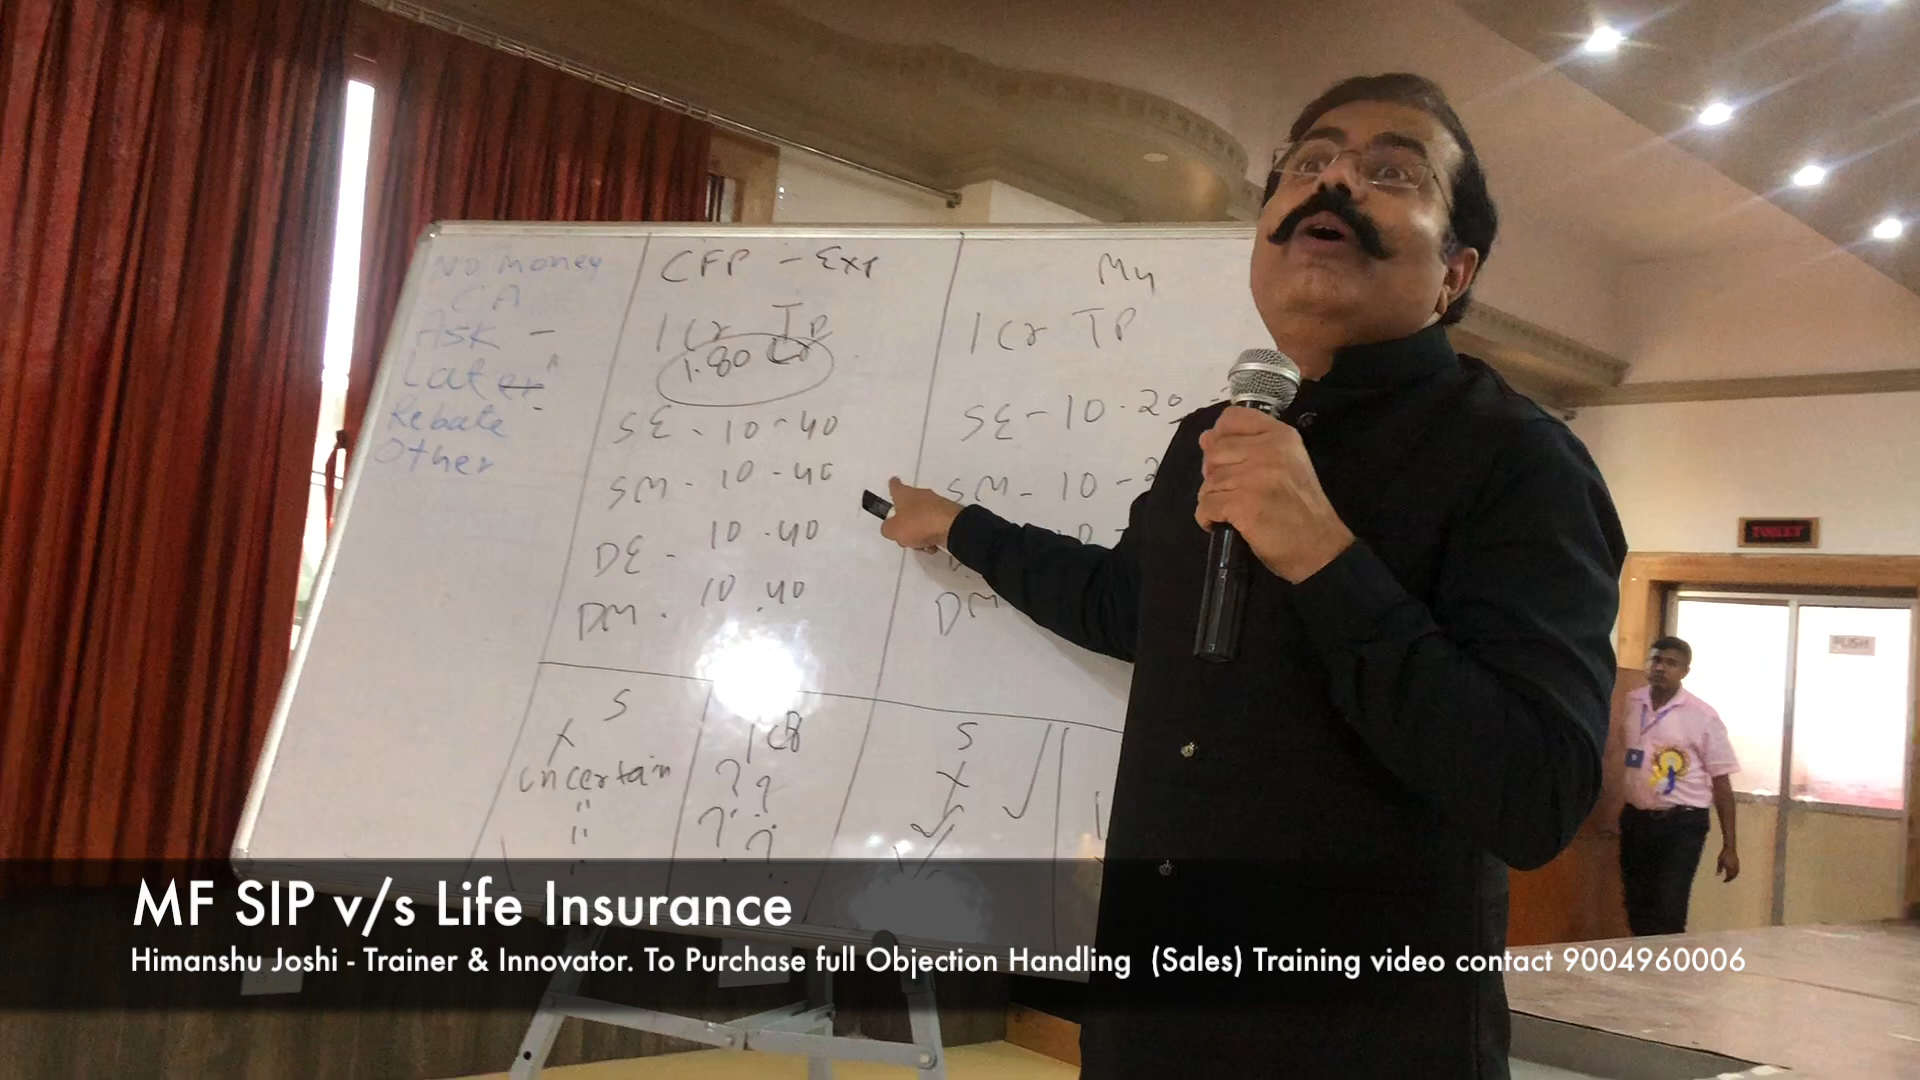 No money
CA
Ask -
Later "
Rebate -
Other
CFP - Ext
1 Cr TP
1.80 Cr
SE - 10 - 40
SM - 10 - 40
DE - 10 - 40
DM - 10 - 40
My
1 Cr TP
SE - 10 - 20 -
SM - 10 - 2
DM
S
X
uncertain
"
"
"
1 CB
? ?
? ?
S
X
TOILET
PUSH
MF SIP v/s Life Insurance
Himanshu Joshi - Trainer & Innovator. To Purchase full Objection Handling (Sales) Training video contact 9004960006